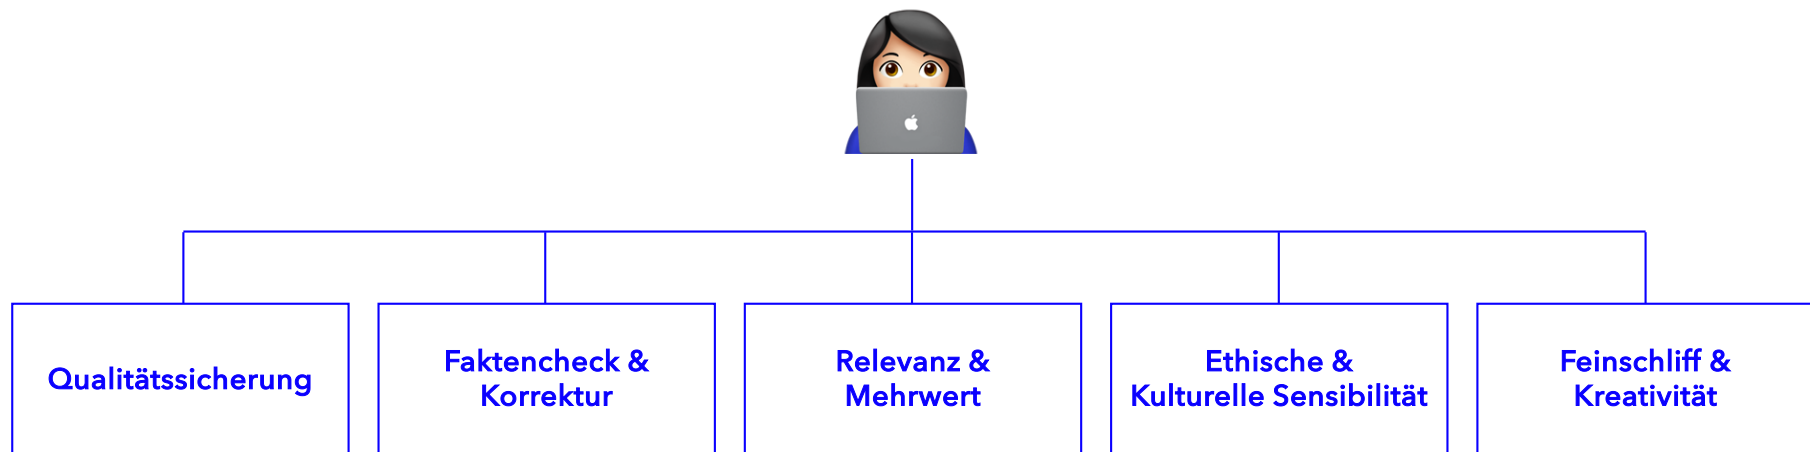 Qualitätssicherung
Faktencheck &
Korrektur
Relevanz &
Mehrwert
Ethische &
Kulturelle Sensibilität
Feinschliff &
Kreativität